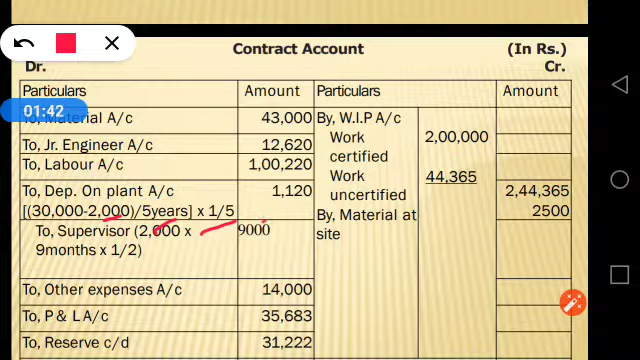 Contract Account
(In Rs.)
Dr.
Cr.
Particulars
Amount
Particulars
Amount
01:42
To, Material A/c
43,000
To, Jr. Engineer A/c
12,620
To, Labour A/c
1,00,220
To, Dep. On plant A/c
1,120
[(30,000-2,000)/5years] x 1/5
To, Supervisor (2,000 x
9000
9months x 1/2)
To, Other expenses A/c
14,000
To, P & L A/c
35,683
To, Reserve c/d
31,222
By, W.I.P A/c
Work
2,00,000
certified
Work
44,365
uncertified
2,44,365
By, Material at
2500
site